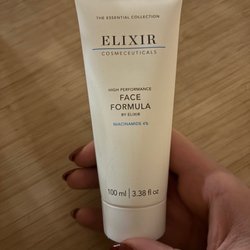 THE ESSENTIAL COLLECTION
ELIXIR
COSMECEUTICALS
HIGH PERFORMANCE
FACE
FORMULA
BY ELIXIR
NIACINAMIDE 4%
100 ml | 3.38 fl oz